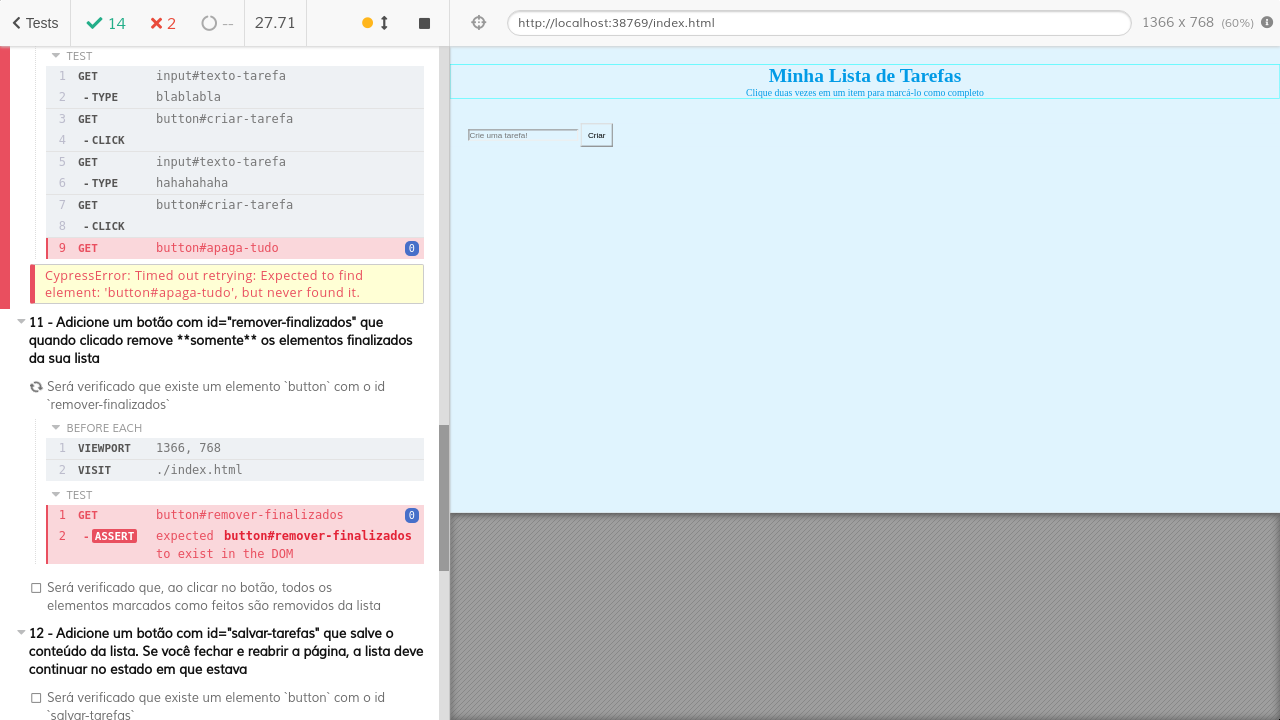 Tests
14
2
--
27.71
http://localhost:38769/index.html
1366 x 768 (60%)
TEST
1 GET input#texto-tarefa
2 - TYPE blablabla
3 GET button#criar-tarefa
4 - CLICK
5 GET input#texto-tarefa
6 - TYPE hahahahaha
7 GET button#criar-tarefa
8 - CLICK
9 GET button#apaga-tudo 0
CypressError: Timed out retrying: Expected to find
element: 'button#apaga-tudo', but never found it.
11 - Adicione um botão com id="remover-finalizados" que
quando clicado remove **somente** os elementos finalizados
da sua lista
Será verificado que existe um elemento `button` com o id
`remover-finalizados`
BEFORE EACH
1 VIEWPORT 1366, 768
2 VISIT ./index.html
TEST
1 GET button#remover-finalizados 0
2 - ASSERT expected button#remover-finalizados
to exist in the DOM
Será verificado que, ao clicar no botão, todos os
elementos marcados como feitos são removidos da lista
12 - Adicione um botão com id="salvar-tarefas" que salve o
conteúdo da lista. Se você fechar e reabrir a página, a lista deve
continuar no estado em que estava
Será verificado que existe um elemento `button` com o id
`salvar-tarefas`
Minha Lista de Tarefas
Clique duas vezes em um item para marcá-lo como completo
Crie uma tarefa!
Criar